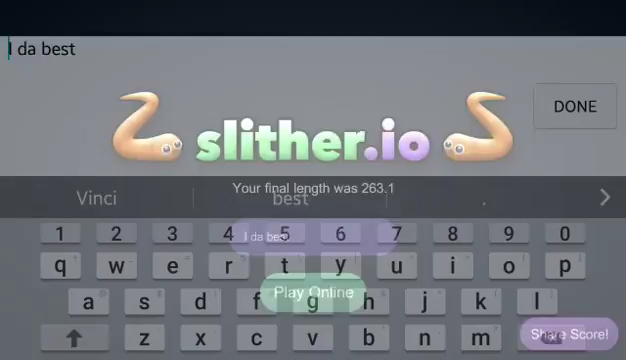 I da best
DONE
slither.io
Your final length was 263.1
Vinci best .
1 2 3 4 5 6 7 8 9 0
I da best
q w e r t y u i o p
Play Online
a s d f g h j k l
Share Score!
z x c v b n m